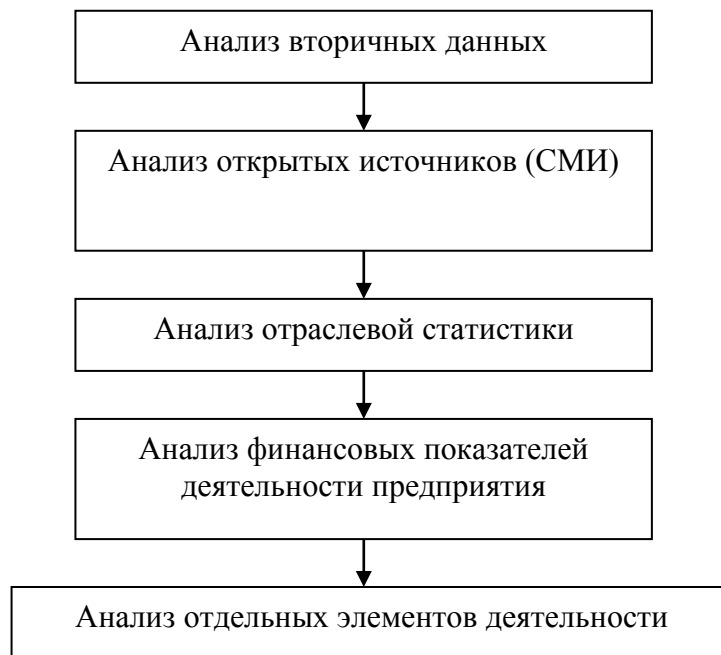 Анализ вторичных данных
Анализ открытых источников (СМИ)
Анализ отраслевой статистики
Анализ финансовых показателей
деятельности предприятия
Анализ отдельных элементов деятельности